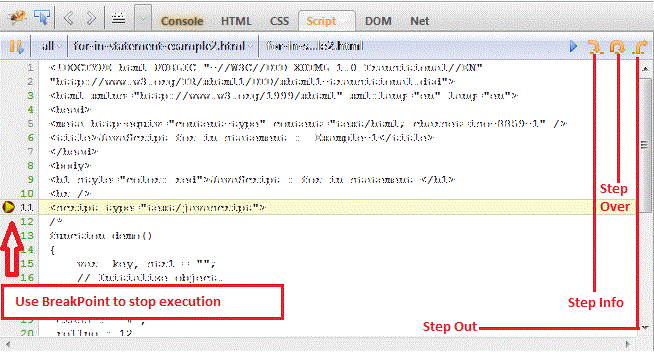 Console HTML CSS Script DOM Net
all for-in-statement-example2.html for-in-s...le2.html
1 <!DOCTYPE html PUBLIC "-//W3C//DTD XHTML 1.0 Transitional//EN"
2 "http://www.w3.org/TR/xhtml1/DTD/xhtml1-transitional.dtd">
3 <html xmlns="http://www.w3.org/1999/xhtml" xml:lang="en" lang="en">
4 <head>
5 <meta http-equiv="content-type" content="text/html; charset=iso-8859-1" />
6 <title>JavaScript for in statement : Example-1</title>
7 </head>
8 <body>
9 <h1 style="color: red">JavaScript : for in statement </h1>
10 <hr />
11 <script type="text/javascript">
12 /*
13 function demo()
14 {
15 var key, str1 = "";
16 // Initialize object.
Use BreakPoint to stop execution
20 rollno : 12
Step
Over
Step Info
Step Out